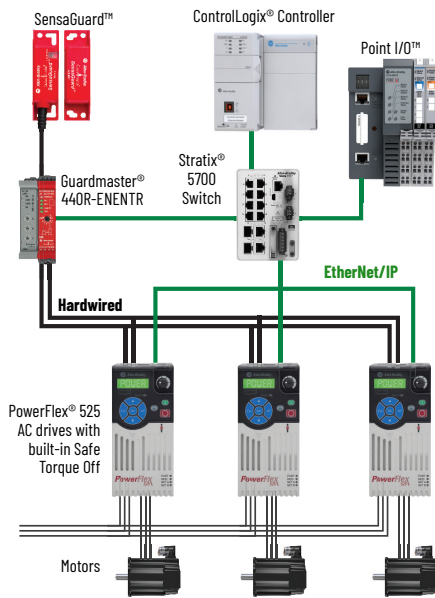 SensaGuard™
ControlLogix® Controller
Point I/O™
Stratix®
5700
Switch
Guardmaster®
440R-ENENTR
EtherNet/IP
Hardwired
POWER
POWER
POWER
PowerFlex® 525
AC drives with
built-in Safe
Torque Off
PowerFlex
PowerFlex
PowerFlex
Motors